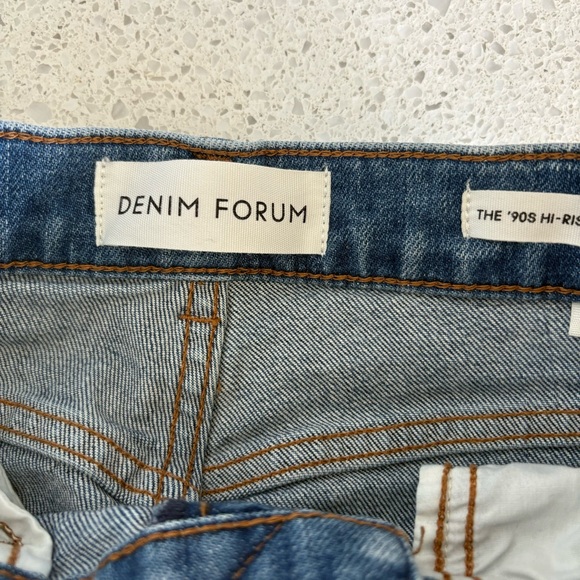 DENIM FORUM
THE '90S HI-RIS